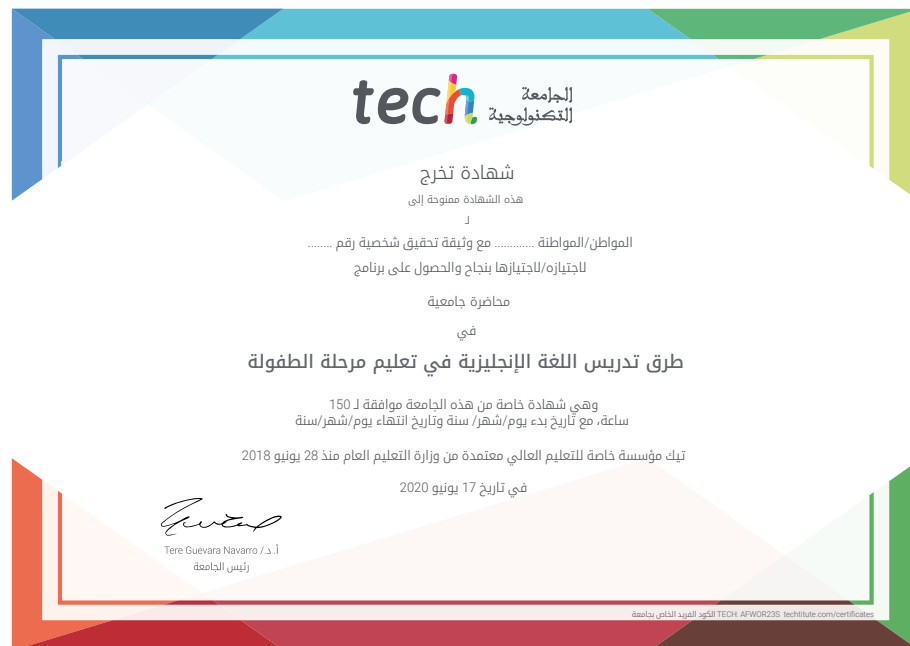 tech الجامعة
التكنولوجية
شهادة تخرج
هذه الشهادة ممنوحة إلى
لـ
المواطن/المواطنة ............ مع وثيقة تحقيق شخصية رقم ........
لاجتيازه/لاجتيازها بنجاح والحصول على برنامج
محاضرة جامعية
في
طرق تدريس اللغة الإنجليزية في تعليم مرحلة الطفولة
وهي شهادة خاصة من هذه الجامعة موافقة لـ 150
ساعة، مع تاريخ بدء يوم/شهر/ سنة وتاريخ انتهاء يوم/شهر/سنة
تيك مؤسسة خاصة للتعليم العالي معتمدة من وزارة التعليم العام منذ 28 يونيو 2018
في تاريخ 17 يونيو 2020
أ.د./ Tere Guevara Navarro
رئيس الجامعة
الكود الفريد الخاص بجامعة TECH: AFWOR23S techtitute.com/certificates